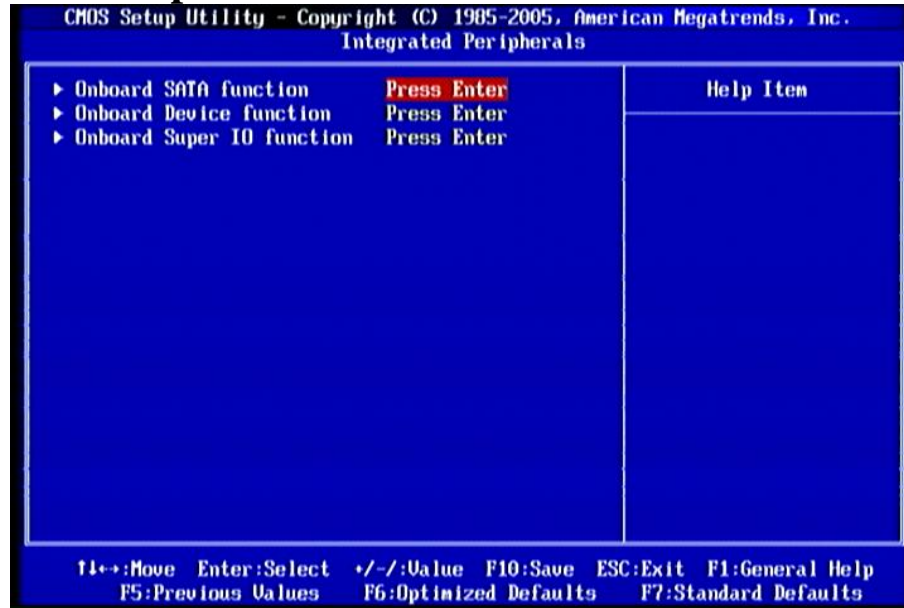 CMOS Setup Utility - Copyright (C) 1985-2005, American Megatrends, Inc.
Integrated Peripherals
▶ Onboard SATA function Press Enter
▶ Onboard Device function Press Enter
▶ Onboard Super IO function Press Enter
Help Item
↑↓←→:Move Enter:Select +/-/:Value F10:Save ESC:Exit F1:General Help
F5:Previous Values F6:Optimized Defaults F7:Standard Defaults